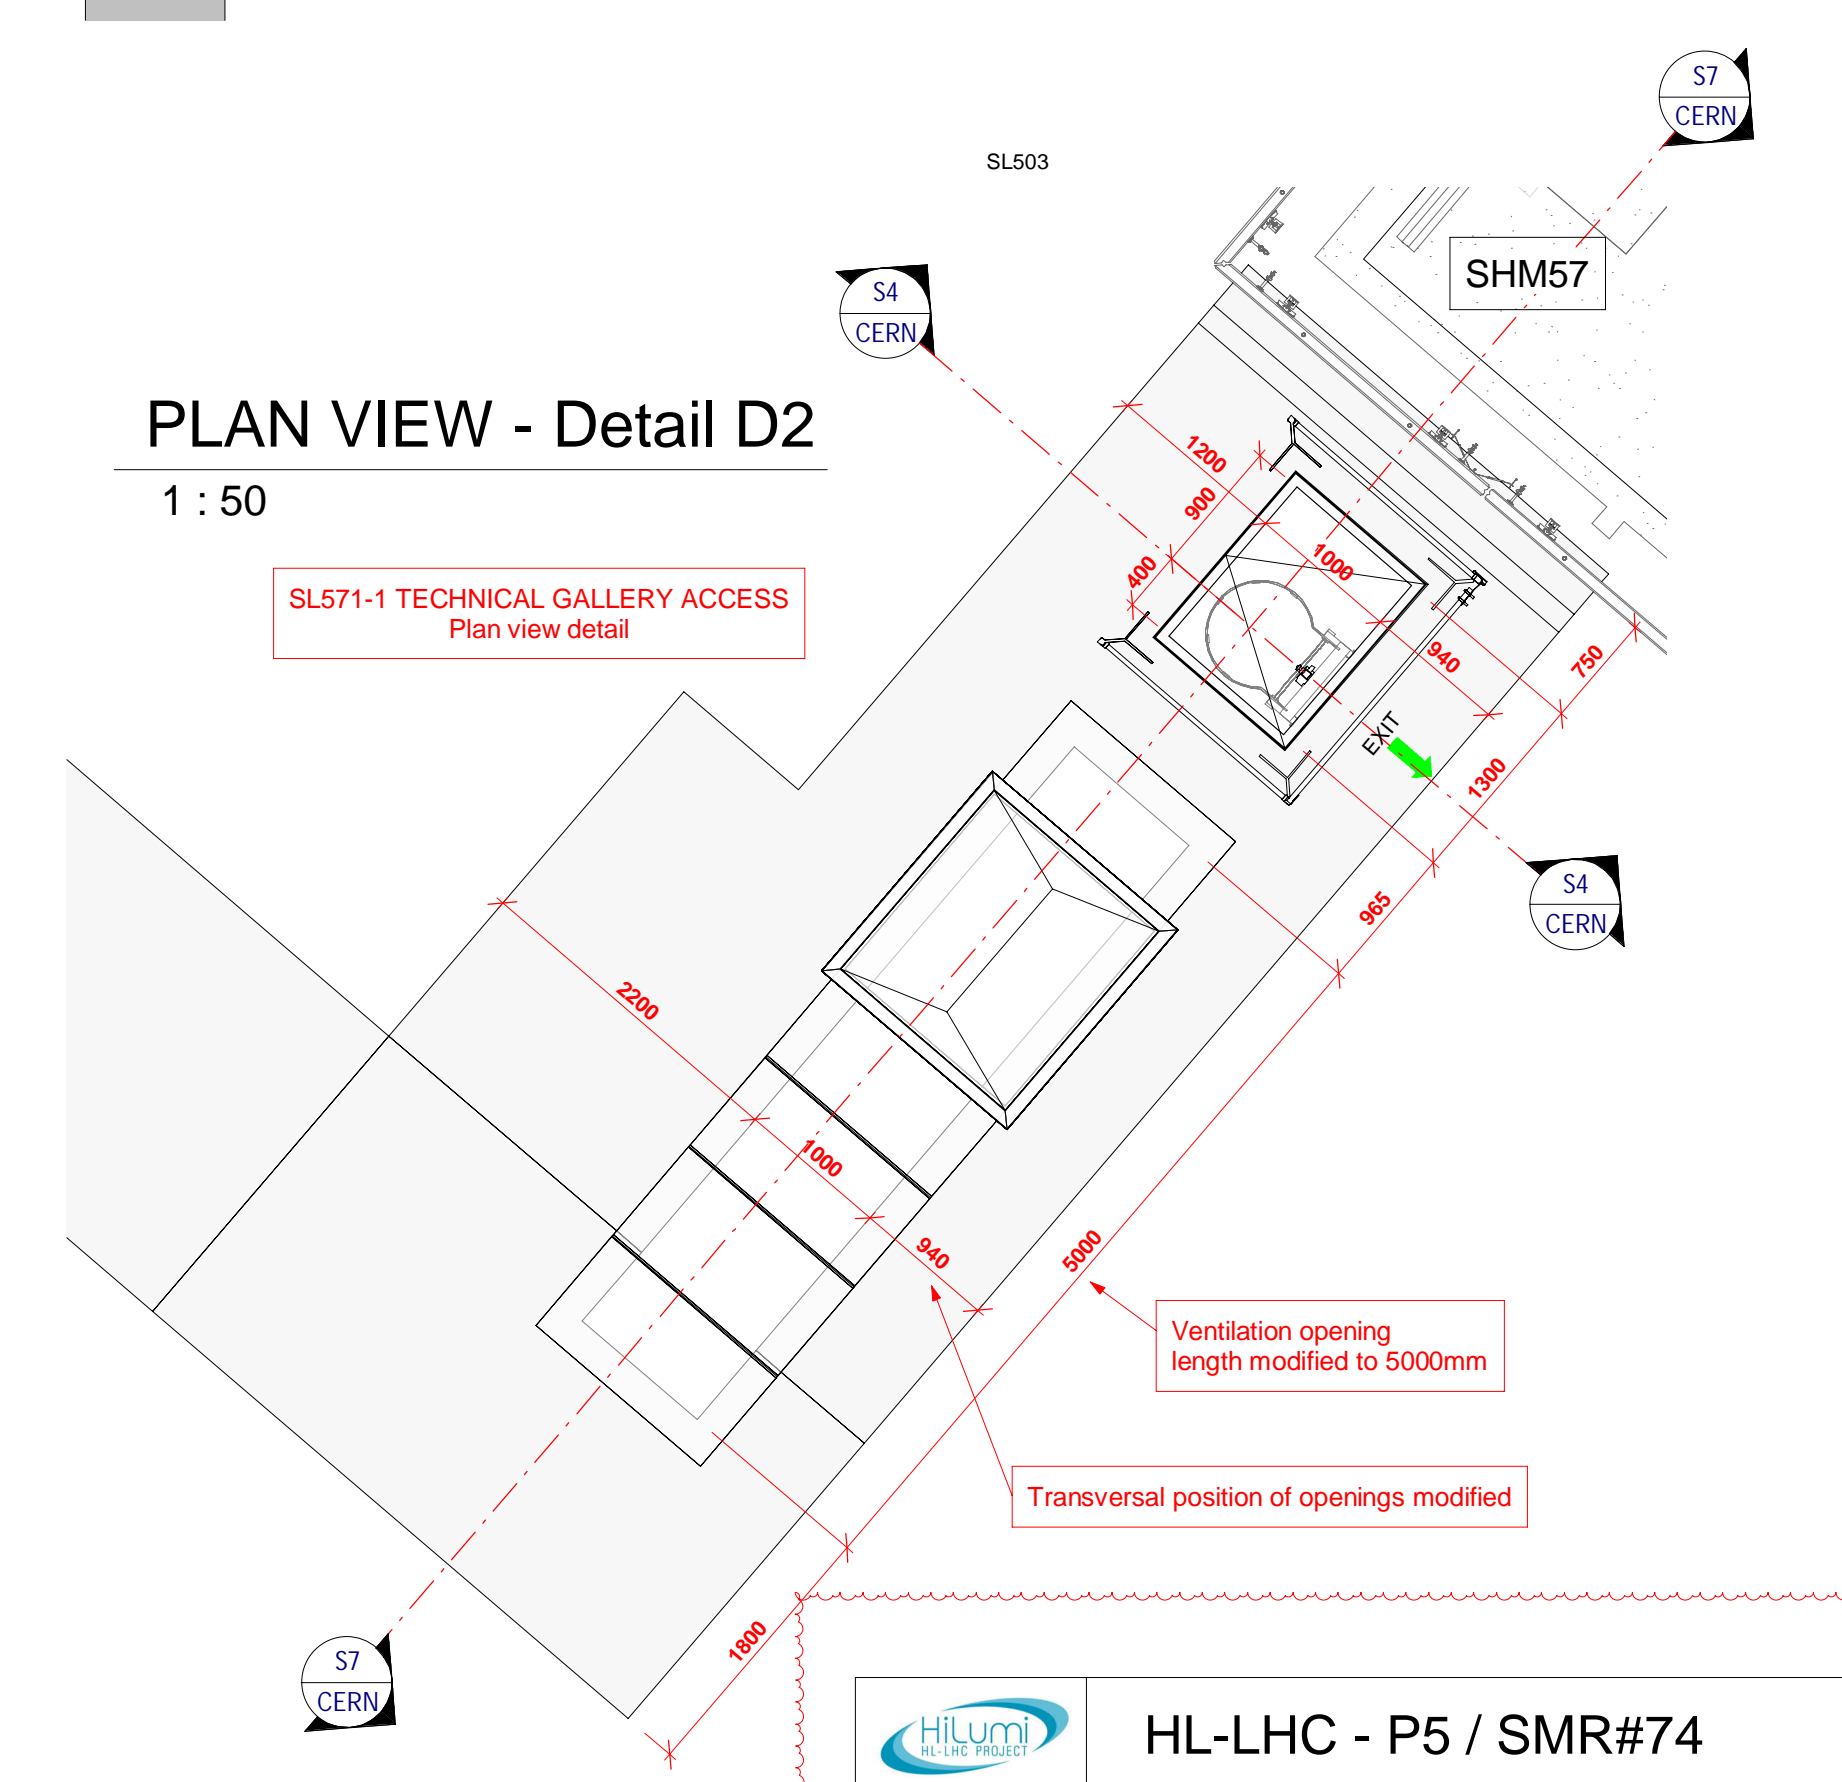 S7
CERN
SL503
SHM57
S4
CERN
PLAN VIEW - Detail D2
1 : 50
1200
900
1000
400
SL571-1 TECHNICAL GALLERY ACCESS
Plan view detail
940
750
EXIT
1300
S4
CERN
965
2200
1000
940
5000
Ventilation opening
length modified to 5000mm
Transversal position of openings modified
1800
S7
CERN
HiLumi
HL-LHC PROJECT
HL-LHC - P5 / SMR#74